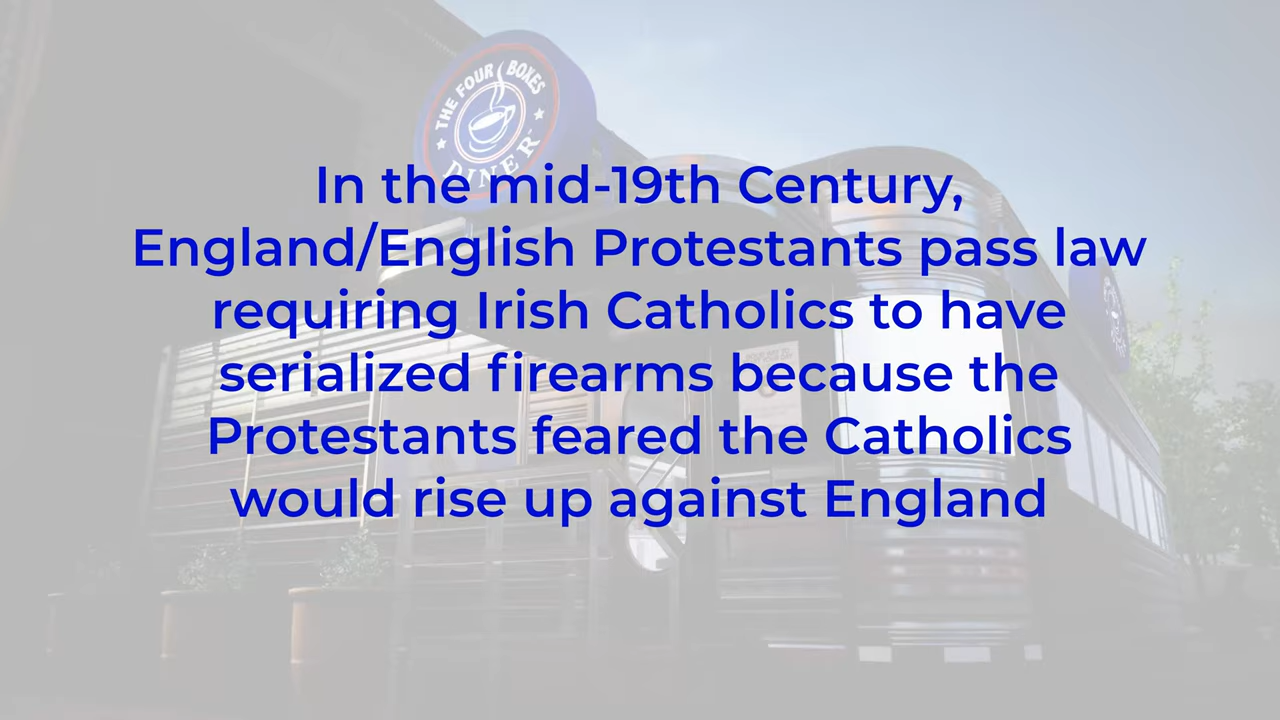 THE FOUR BOXES
DINER
In the mid-19th Century,
England/English Protestants pass law
requiring Irish Catholics to have
serialized firearms because the
Protestants feared the Catholics
would rise up against England